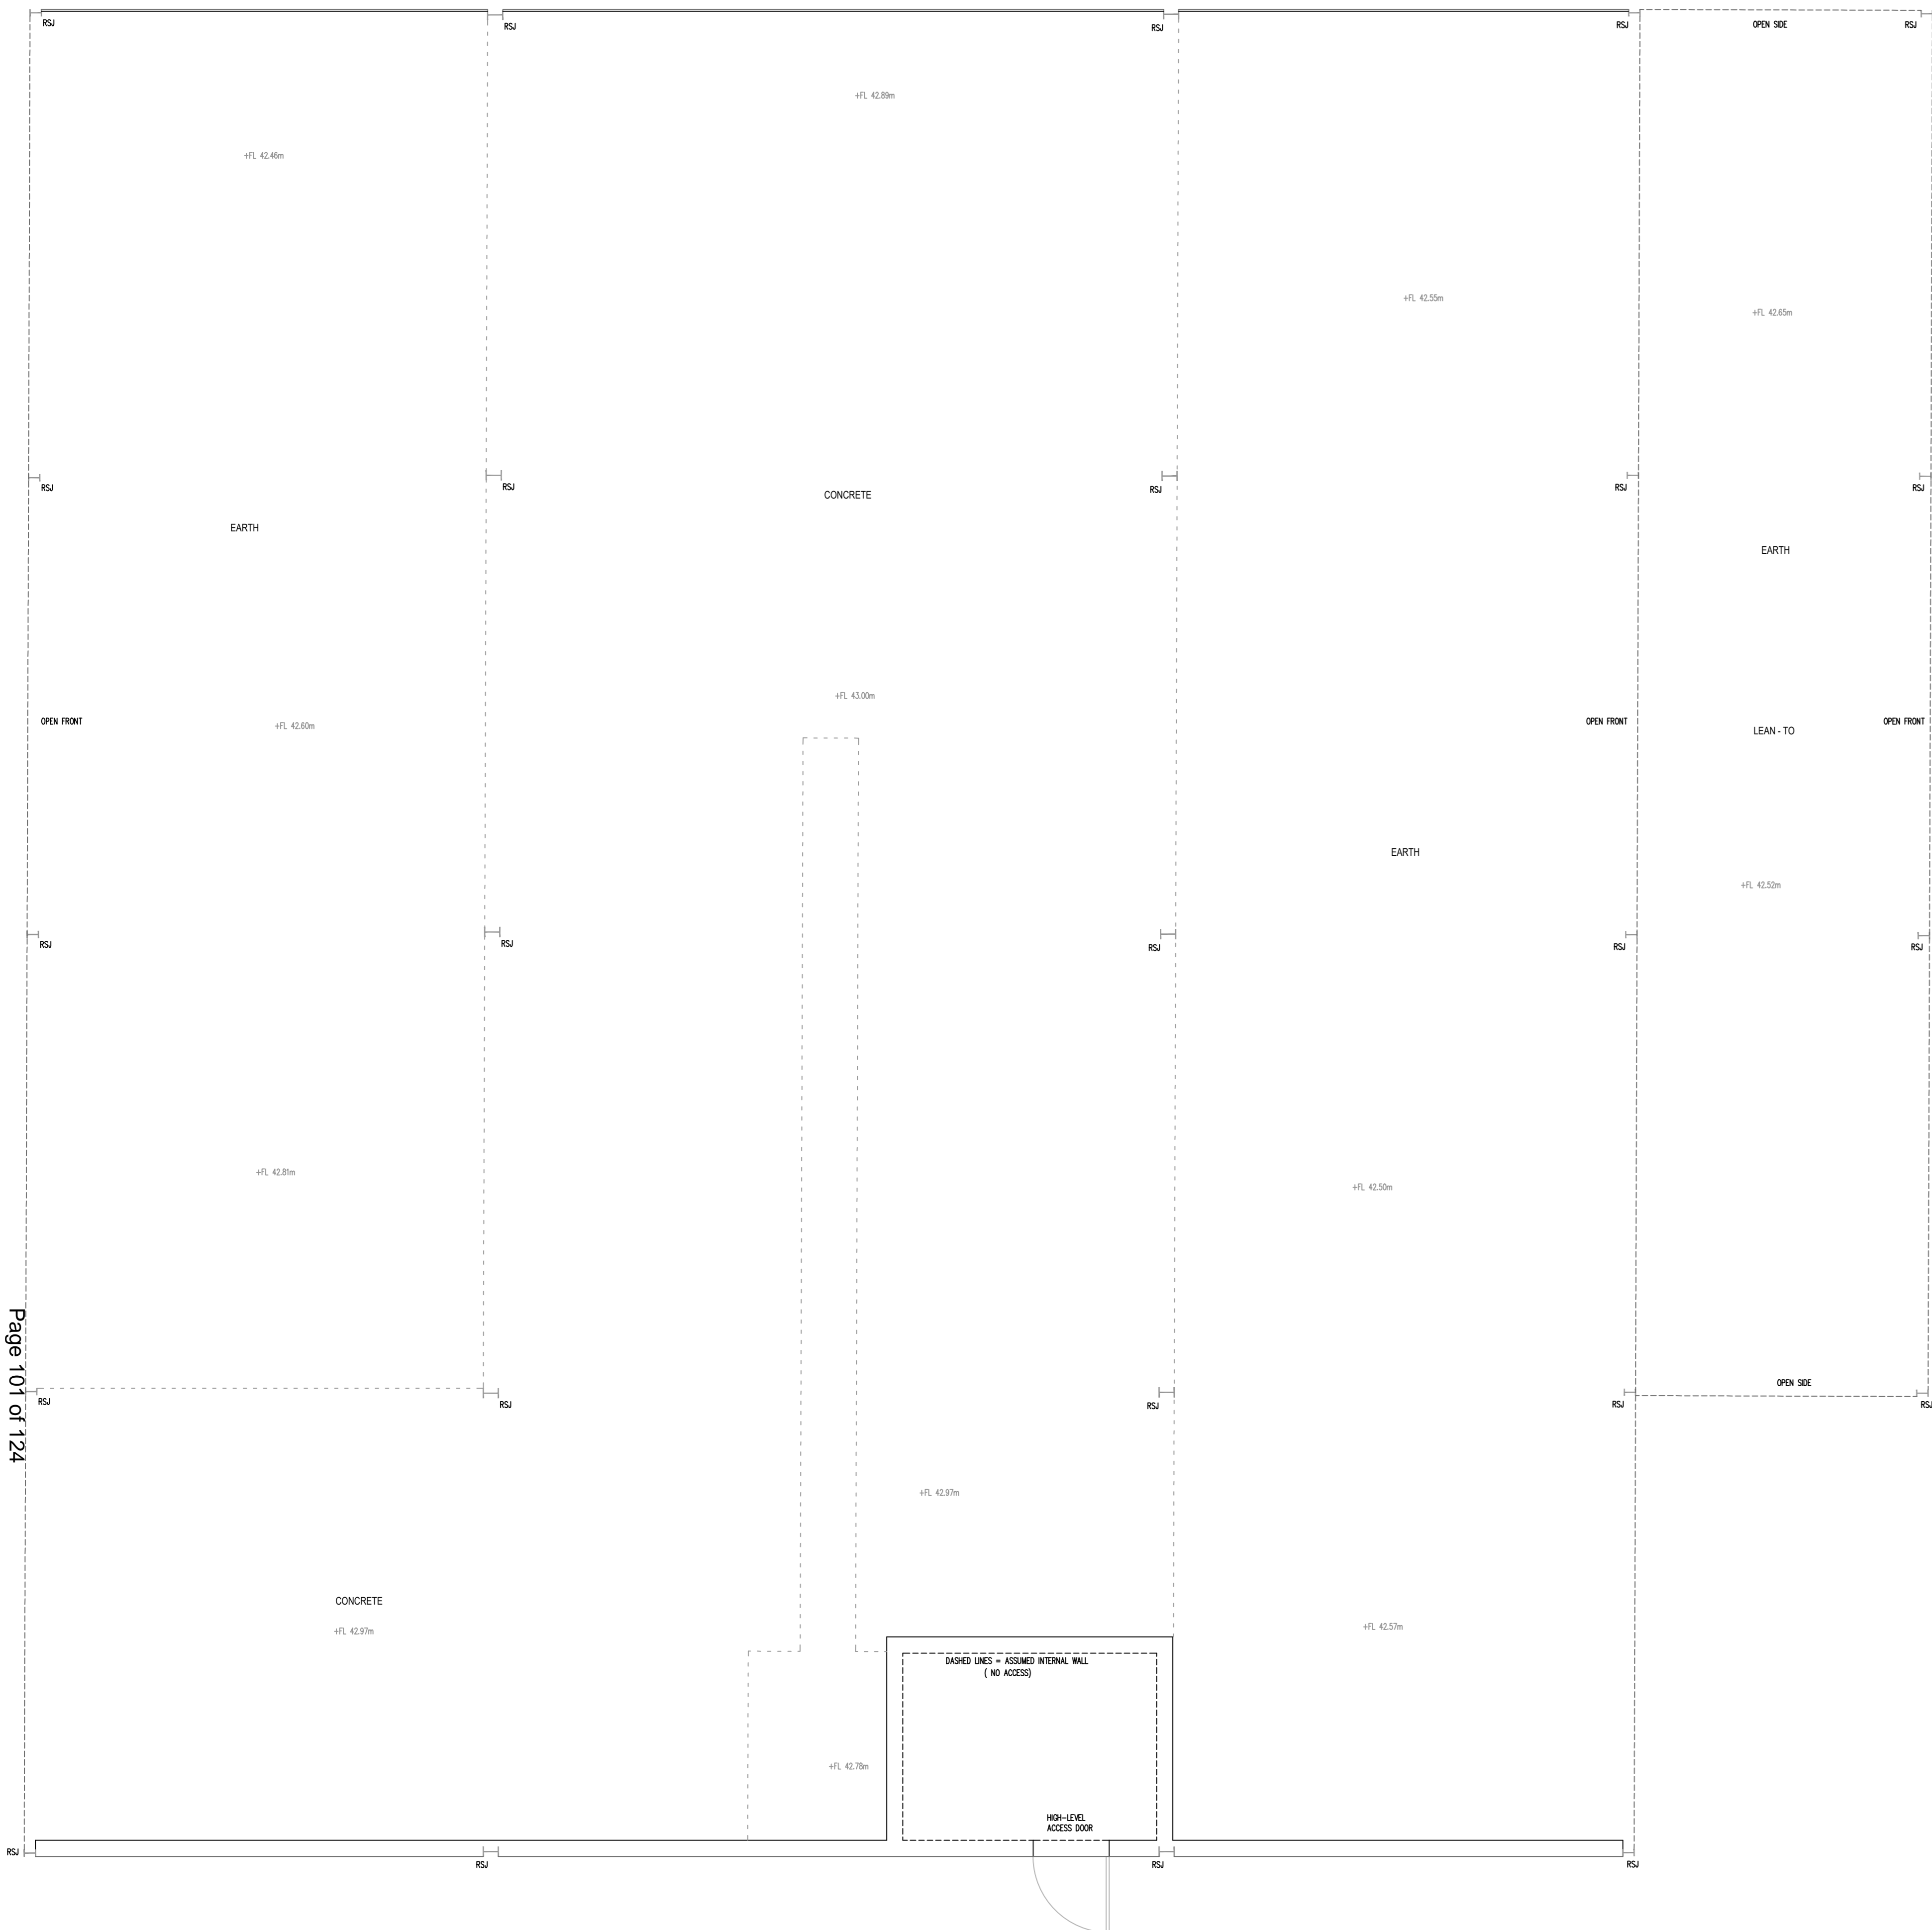 RSJ
RSJ
RSJ
RSJ
OPEN SIDE
RSJ
+FL 42.89m
+FL 42.46m
+FL 42.55m
+FL 42.65m
RSJ
RSJ
CONCRETE
RSJ
RSJ
RSJ
EARTH
EARTH
+FL 43.00m
OPEN FRONT
+FL 42.60m
OPEN FRONT
LEAN - TO
OPEN FRONT
EARTH
+FL 42.52m
RSJ
RSJ
RSJ
RSJ
RSJ
+FL 42.81m
+FL 42.50m
Page 101 of 124
OPEN SIDE
RSJ
RSJ
RSJ
RSJ
RSJ
+FL 42.97m
CONCRETE
+FL 42.97m
+FL 42.57m
DASHED LINES = ASSUMED INTERNAL WALL
( NO ACCESS)
+FL 42.78m
HIGH-LEVEL
ACCESS DOOR
RSJ
RSJ
RSJ
RSJ